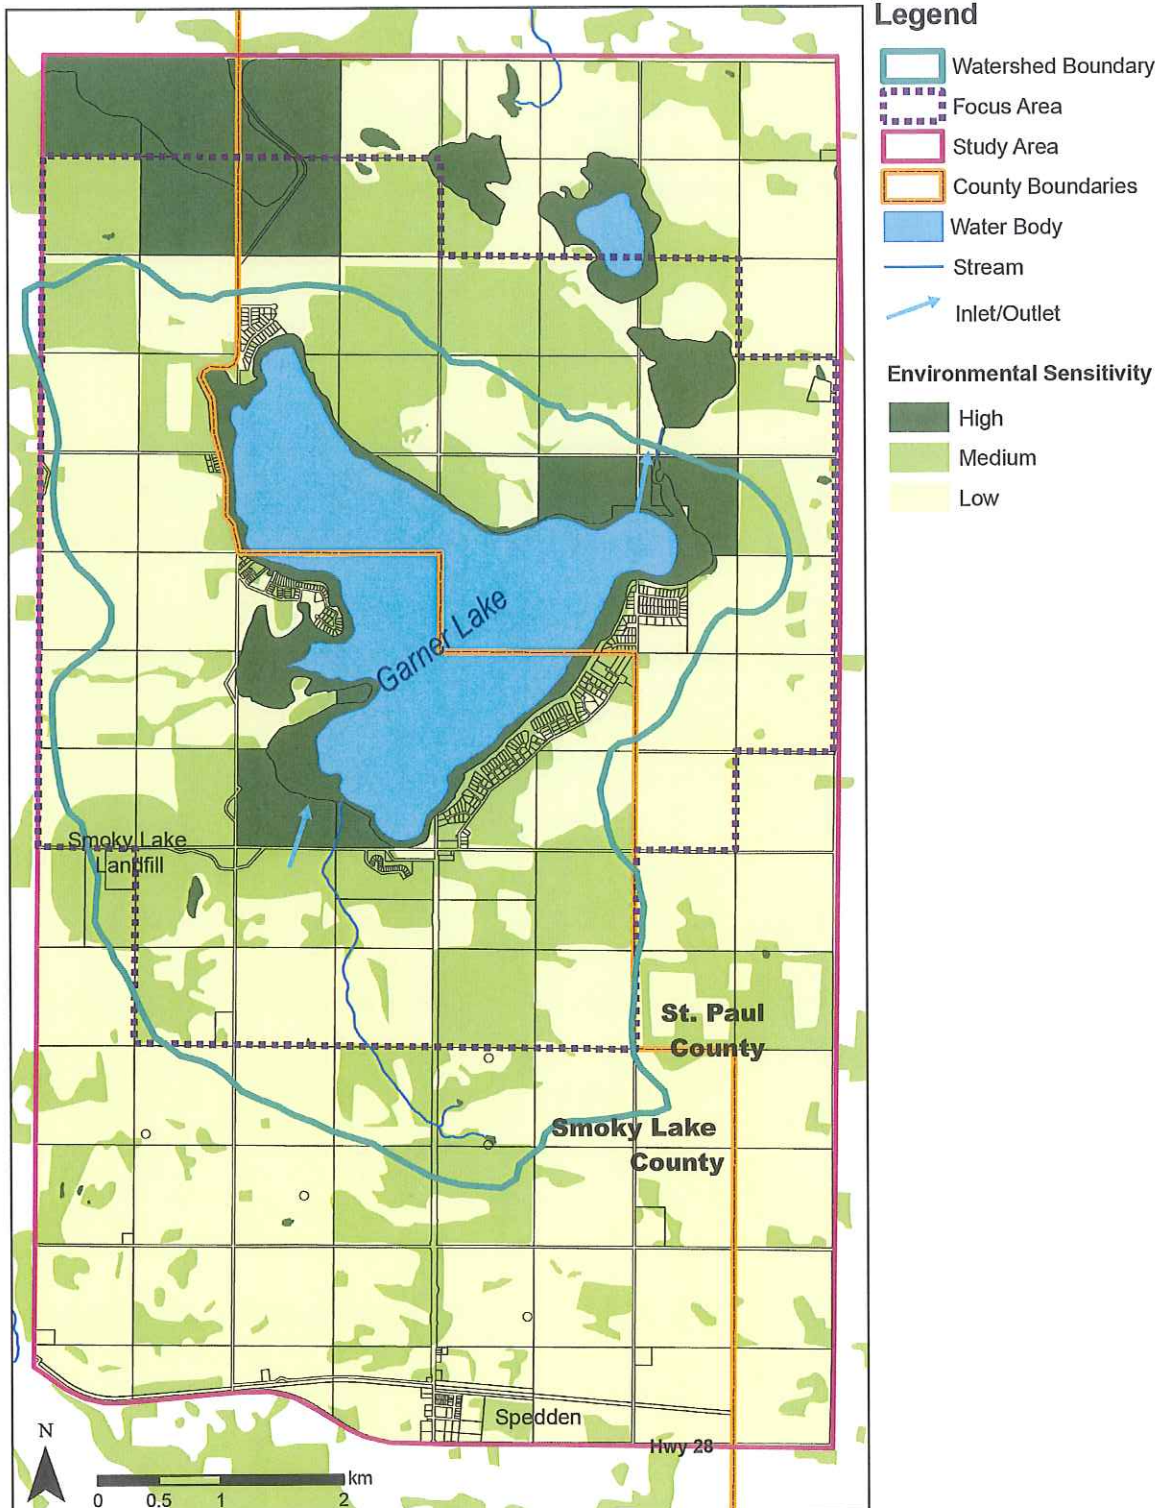 Legend
Watershed Boundary
Focus Area
Study Area
County Boundaries
Water Body
Stream
Inlet/Outlet
Environmental Sensitivity
High
Medium
Low
Garner Lake
Smoky Lake
Landfill
St. Paul
County
Smoky Lake
County
Spedden
Hwy 28
N
km
0 0.5 1 2